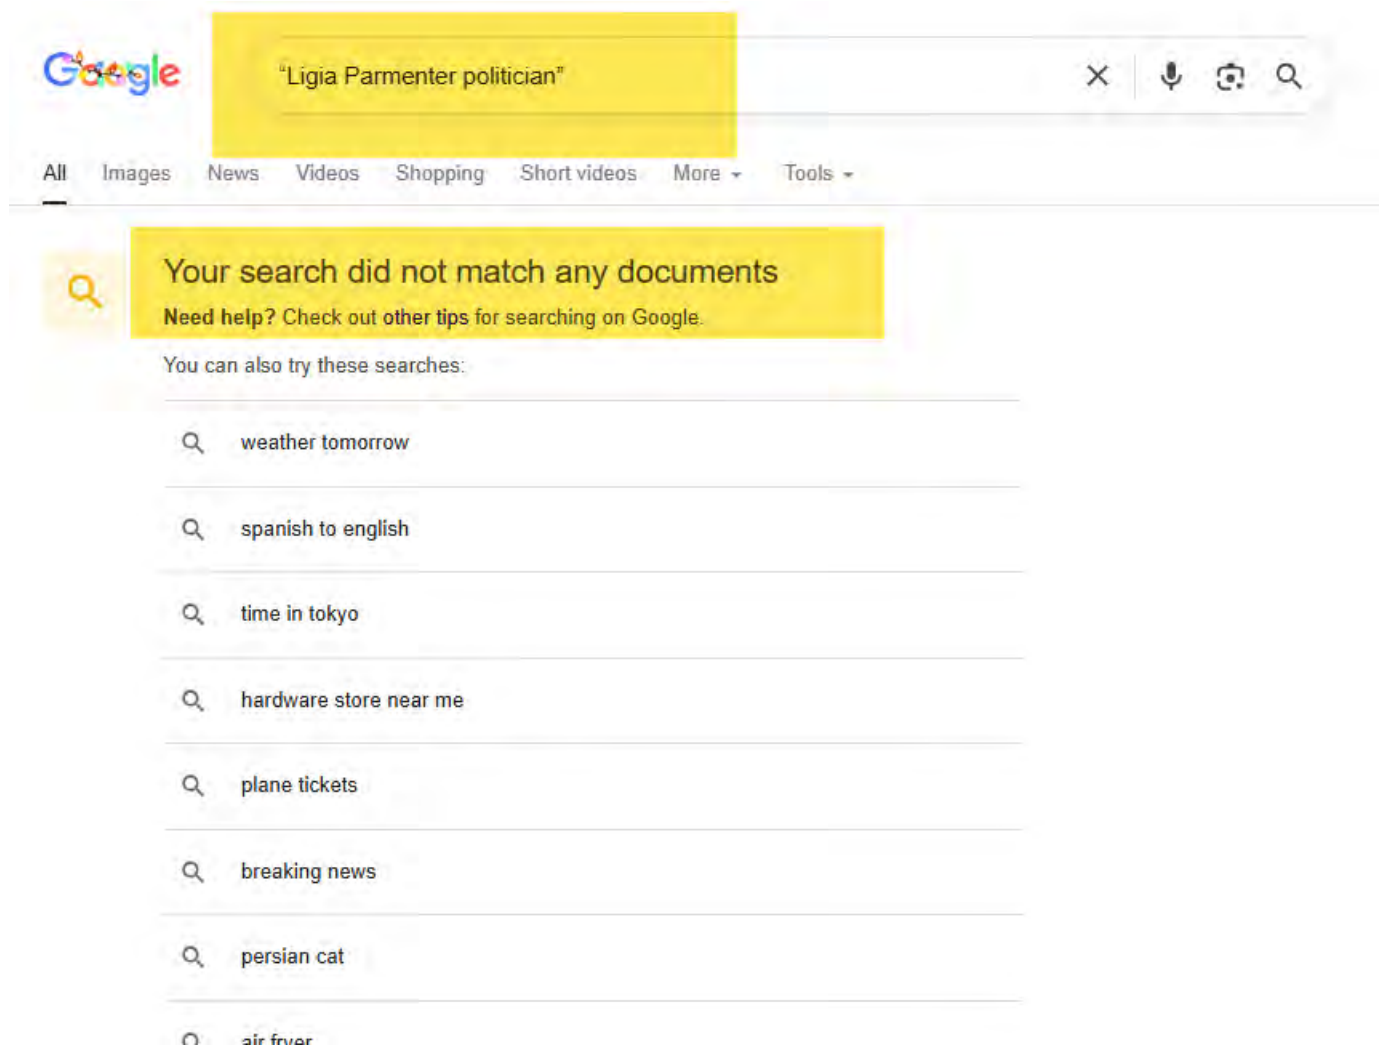 Google
“Ligia Parmenter politician”
All Images News Videos Shopping Short videos More Tools
Your search did not match any documents
Need help? Check out other tips for searching on Google.
You can also try these searches:
weather tomorrow
spanish to english
time in tokyo
hardware store near me
plane tickets
breaking news
persian cat
air fryer